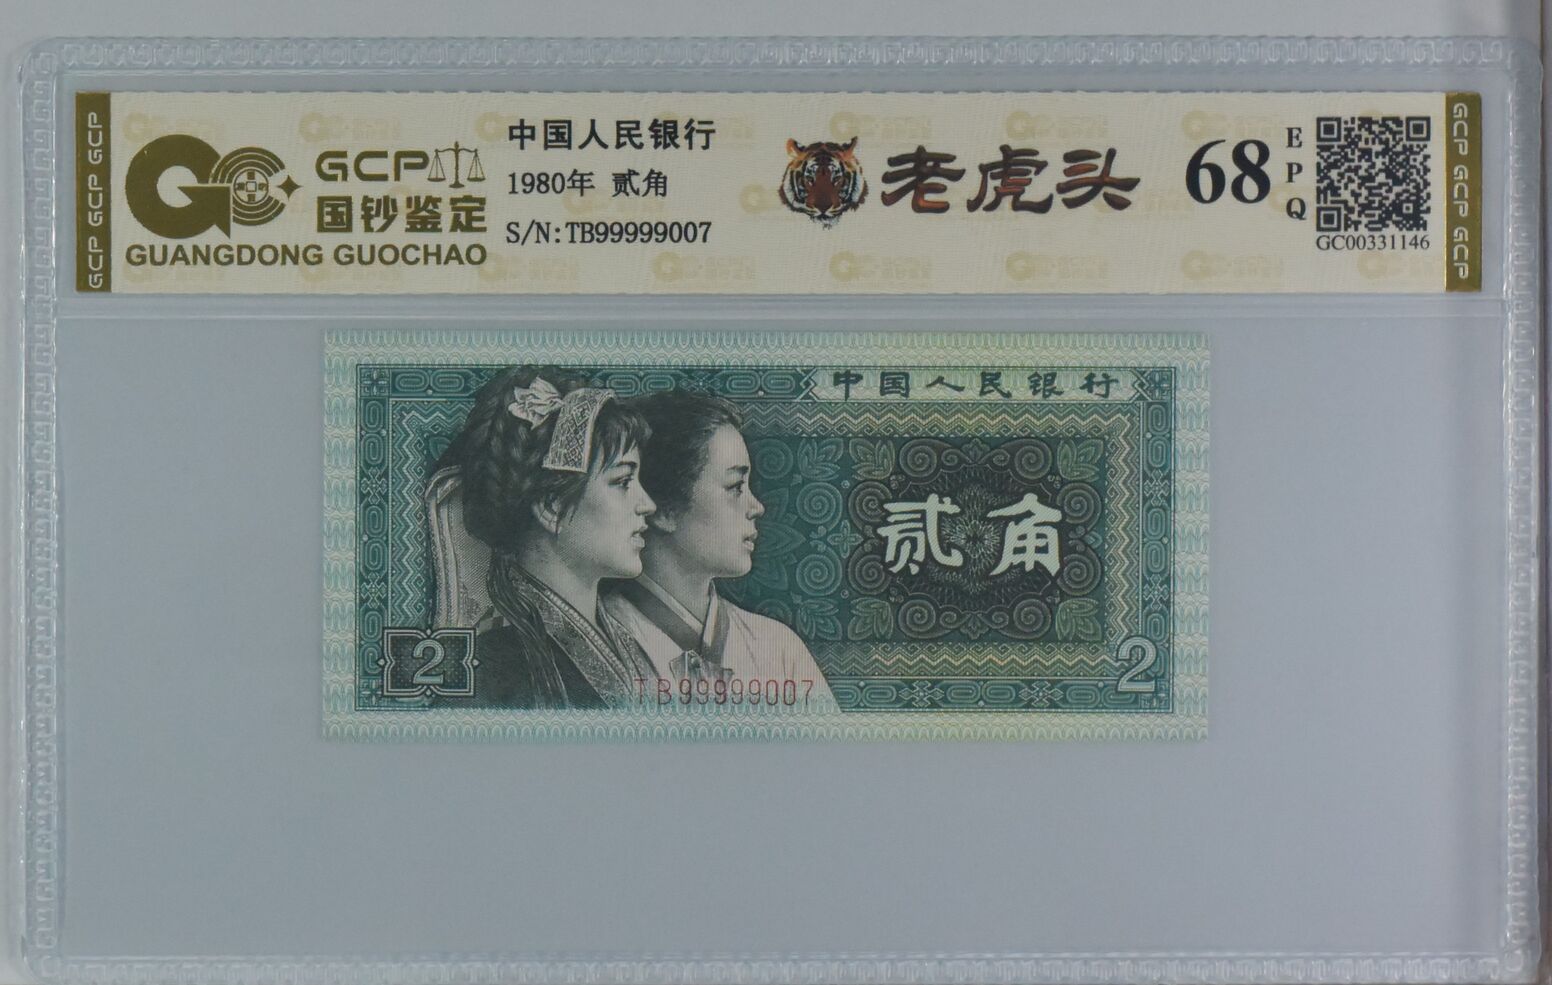 GCP GCP GCP
GCP
国钞鉴定
GUANGDONG GUOCHAO
中国人民银行
1980年 贰角
S/N:TB99999007
老虎头
68
EPQ
GC00331146
GCP GCP GCP
中国人民银行
贰角
2
2
TB99999007